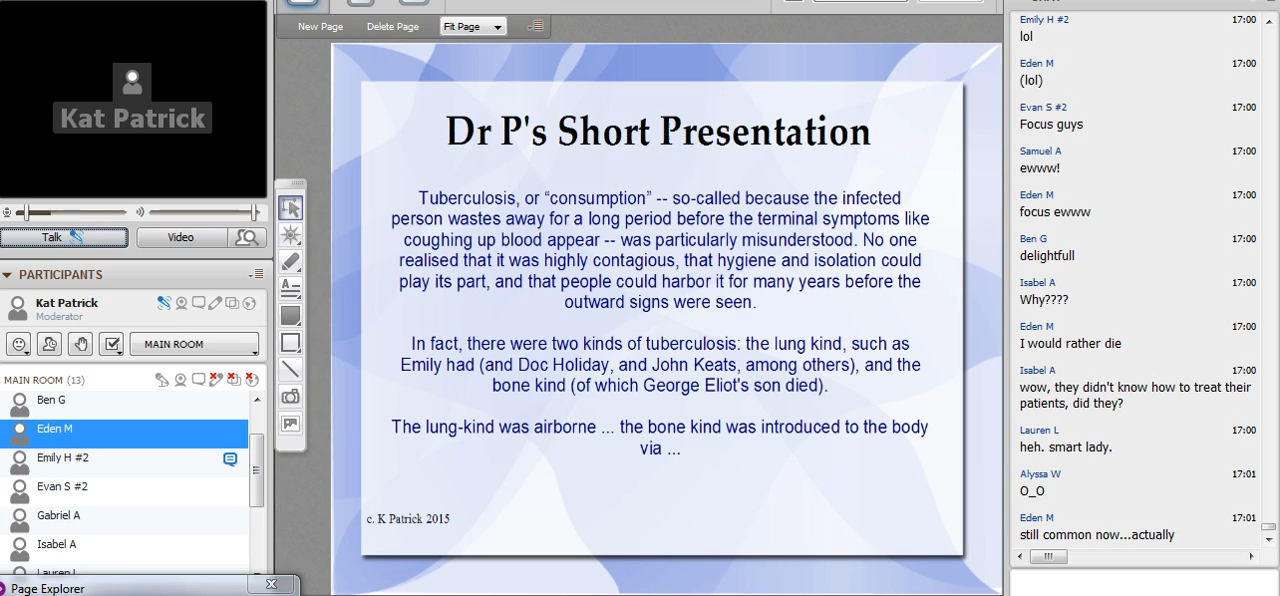 Kat Patrick
Talk
Video
PARTICIPANTS
Kat Patrick
Moderator
MAIN ROOM
MAIN ROOM (13)
Ben G
Eden M
Emily H #2
Evan S #2
Gabriel A
Isabel A
Lauren L
Page Explorer
New Page
Delete Page
Fit Page
Dr P's Short Presentation
Tuberculosis, or “consumption” -- so-called because the infected
person wastes away for a long period before the terminal symptoms like
coughing up blood appear -- was particularly misunderstood. No one
realised that it was highly contagious, that hygiene and isolation could
play its part, and that people could harbor it for many years before the
outward signs were seen.
In fact, there were two kinds of tuberculosis: the lung kind, such as
Emily had (and Doc Holiday, and John Keats, among others), and the
bone kind (of which George Eliot's son died).
The lung-kind was airborne ... the bone kind was introduced to the body
via ...
c. K Patrick 2015
Emily H #2 17:00
lol
Eden M 17:00
(lol)
Evan S #2 17:00
Focus guys
Samuel A 17:00
ewww!
Eden M 17:00
focus ewww
Ben G 17:00
delightfull
Isabel A 17:00
Why????
Eden M 17:00
I would rather die
Isabel A 17:00
wow, they didn't know how to treat their
patients, did they?
Lauren L 17:00
heh. smart lady.
Alyssa W 17:01
O_O
Eden M 17:01
still common now...actually